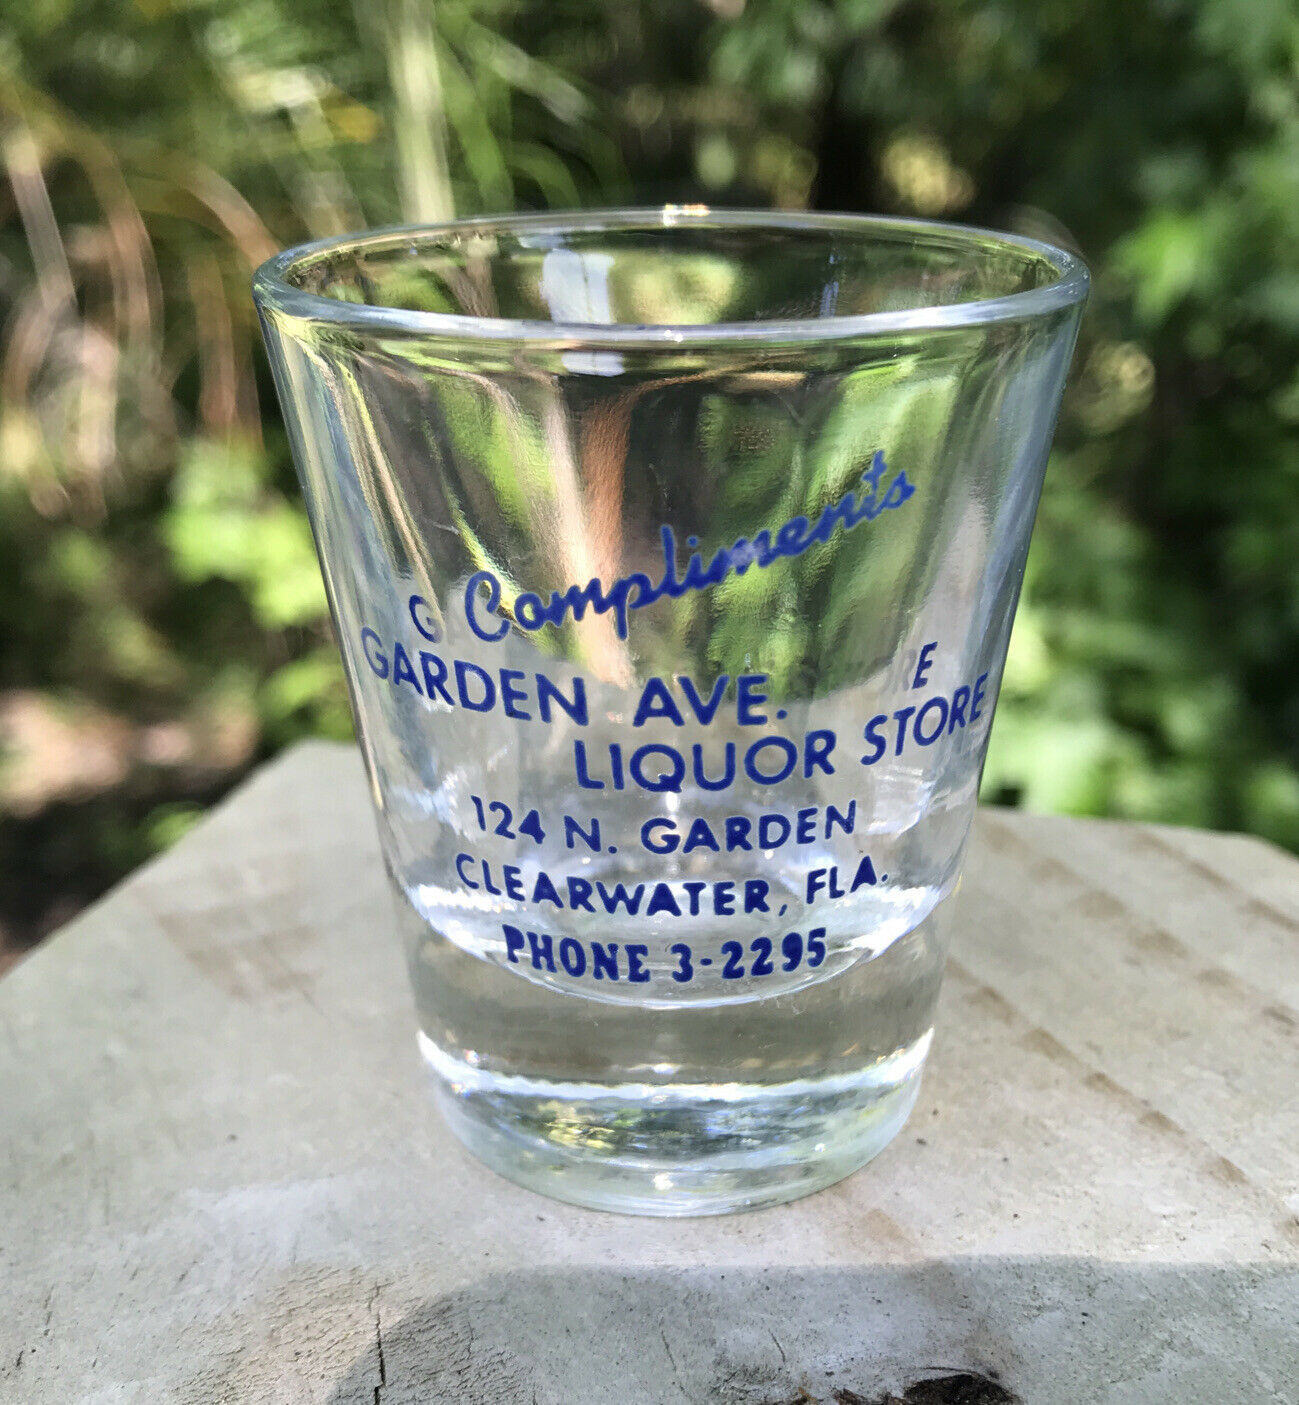 Compliments
GARDEN AVE.
LIQUOR STORE
124 N. GARDEN
CLEARWATER, FLA.
PHONE 3-2295